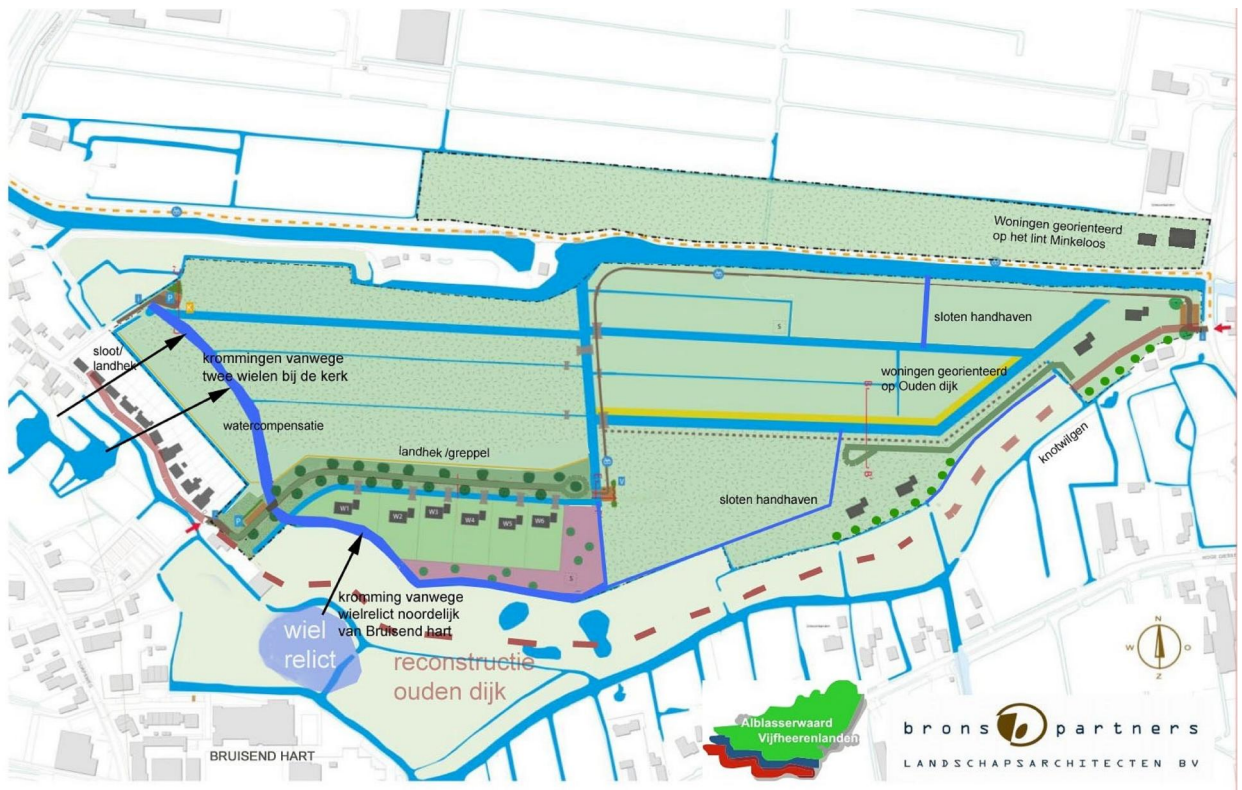 Woningen georienteerd
op het lint Minkeloos
sloten handhaven
sloot/
landhek
krommingen vanwege
twee wielen bij de kerk
woningen georienteerd
op Ouden dijk
watercompensatie
landhek /greppel
knotwilgen
sloten handhaven
P
P
W1
W2
W3
W4
W5
W6
S
S
B'
B'
kromming vanwege
wielrelict noordelijk
van Bruisend hart
wiel
relict
reconstructie
ouden dijk
BRUISEND HART
N
W
O
Z
Alblasserwaard
Vijfheerenlanden
brons partners
LANDSCHAPSARCHITECTEN BV